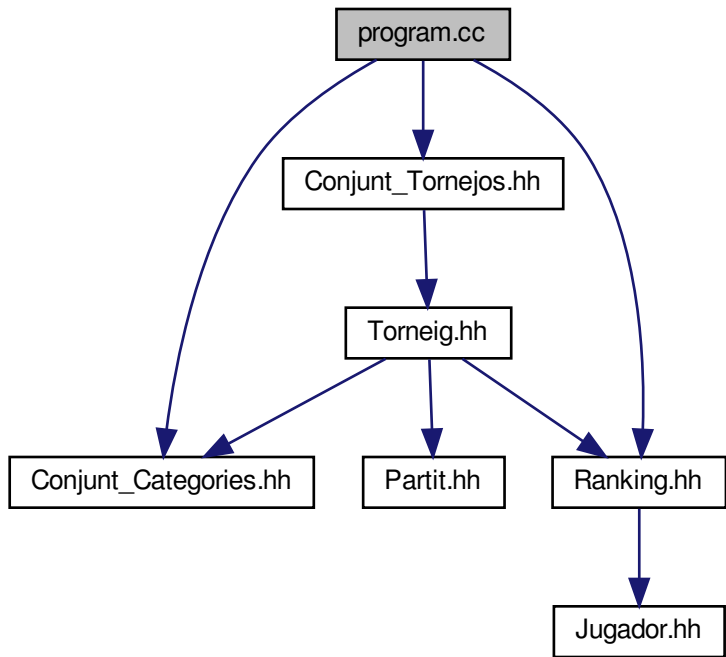 program.cc
Conjunt_Tornejos.hh
Torneig.hh
Conjunt_Categories.hh
Partit.hh
Ranking.hh
Jugador.hh